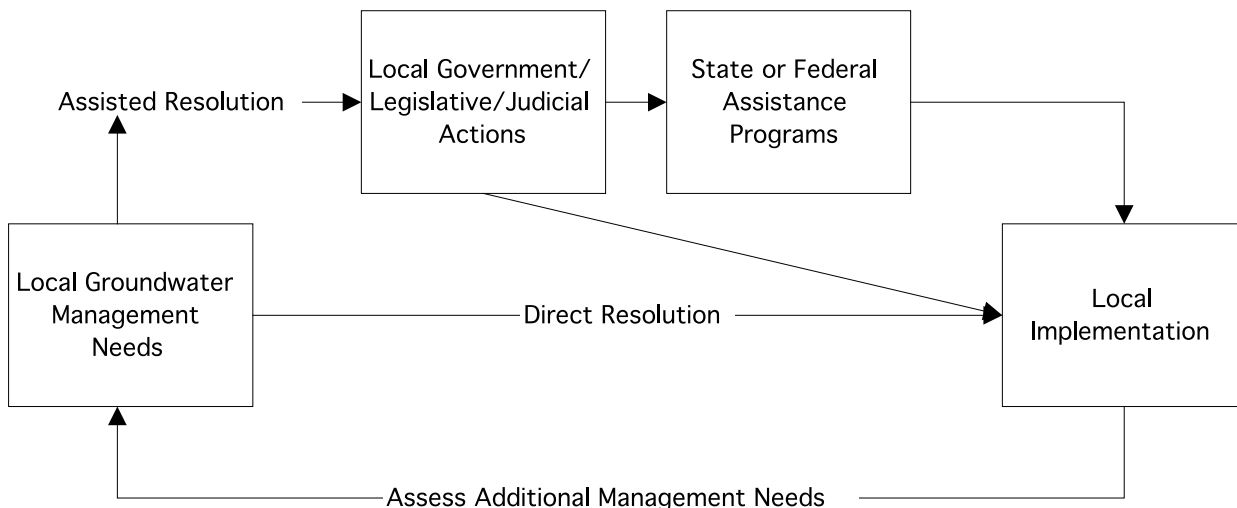 Local Government/
Legislative/Judicial
Actions
State or Federal
Assistance
Programs
Assisted Resolution
Local Groundwater
Management
Needs
Direct Resolution
Local
Implementation
Assess Additional Management Needs